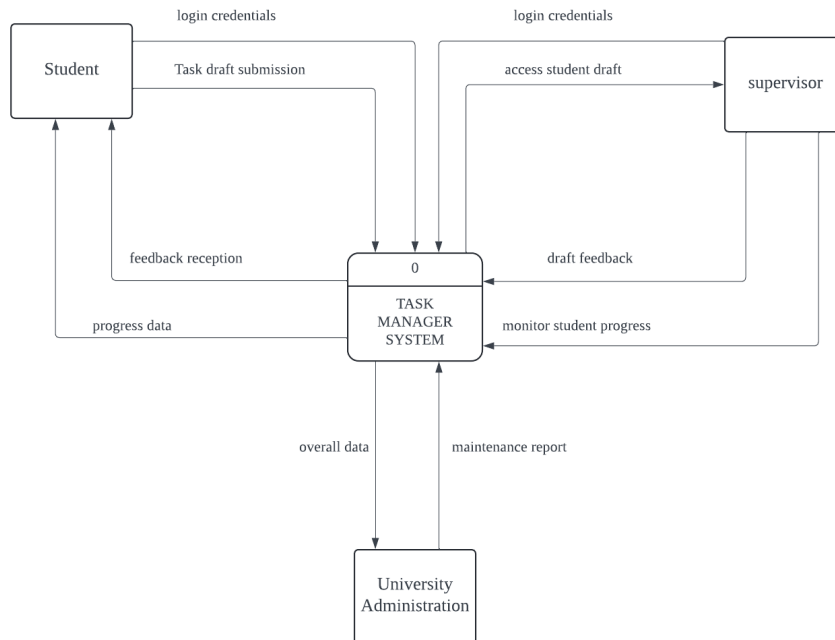 login credentials
login credentials
Student
Task draft submission
access student draft
supervisor
feedback reception
0
draft feedback
progress data
TASK
MANAGER
SYSTEM
monitor student progress
overall data
maintenance report
University
Administration